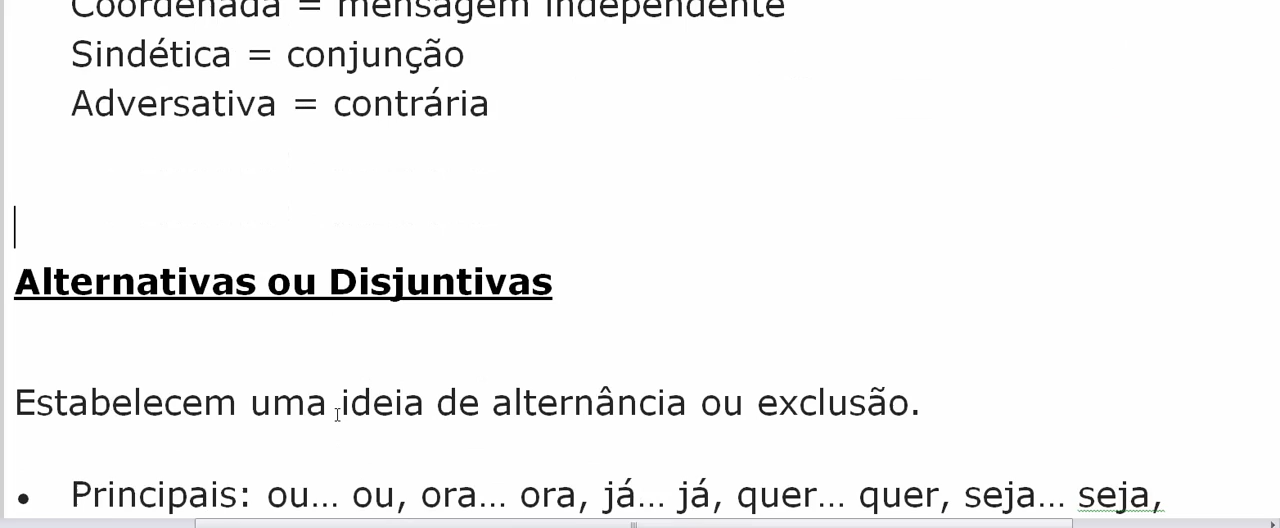 Coordenada = mensagem independente
Sindética = conjunção
Adversativa = contrária
Alternativas ou Disjuntivas
Estabelecem uma ideia de alternância ou exclusão.
• Principais: ou... ou, ora... ora, já... já, quer... quer, seja... seja,